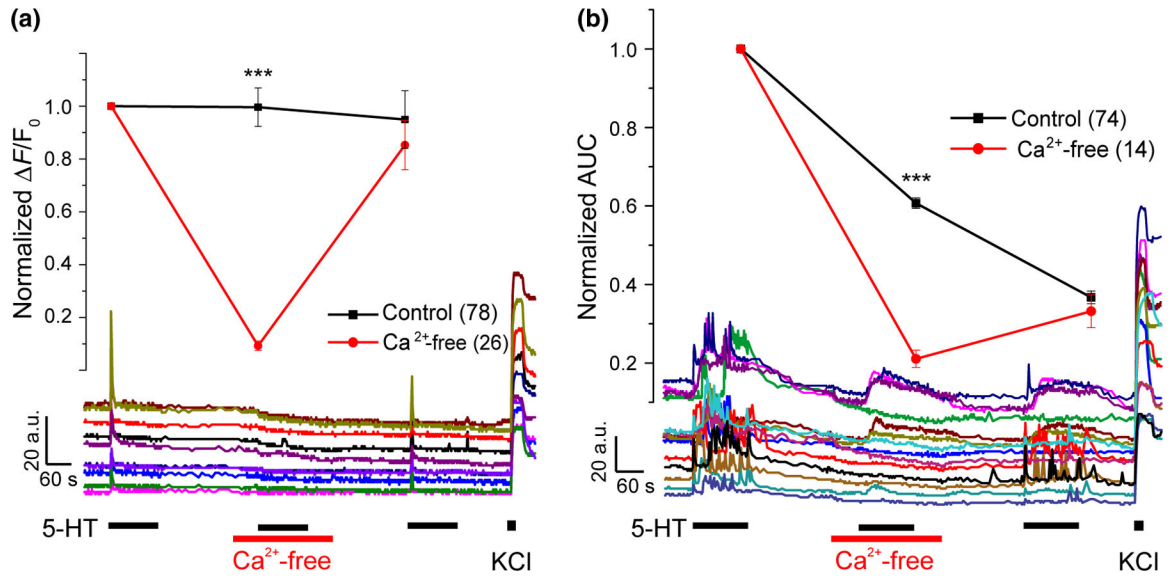 (a)
Normalized ΔF/F0
1.0
0.8
0.6
0.4
0.2
***
Control (78)
Ca2+-free (26)
20 a.u.
60 s
5-HT
Ca2+-free
KCl
(b)
Normalized AUC
1.0
0.8
0.6
0.4
0.2
***
Control (74)
Ca2+-free (14)
20 a.u.
60 s
5-HT
Ca2+-free
KCl